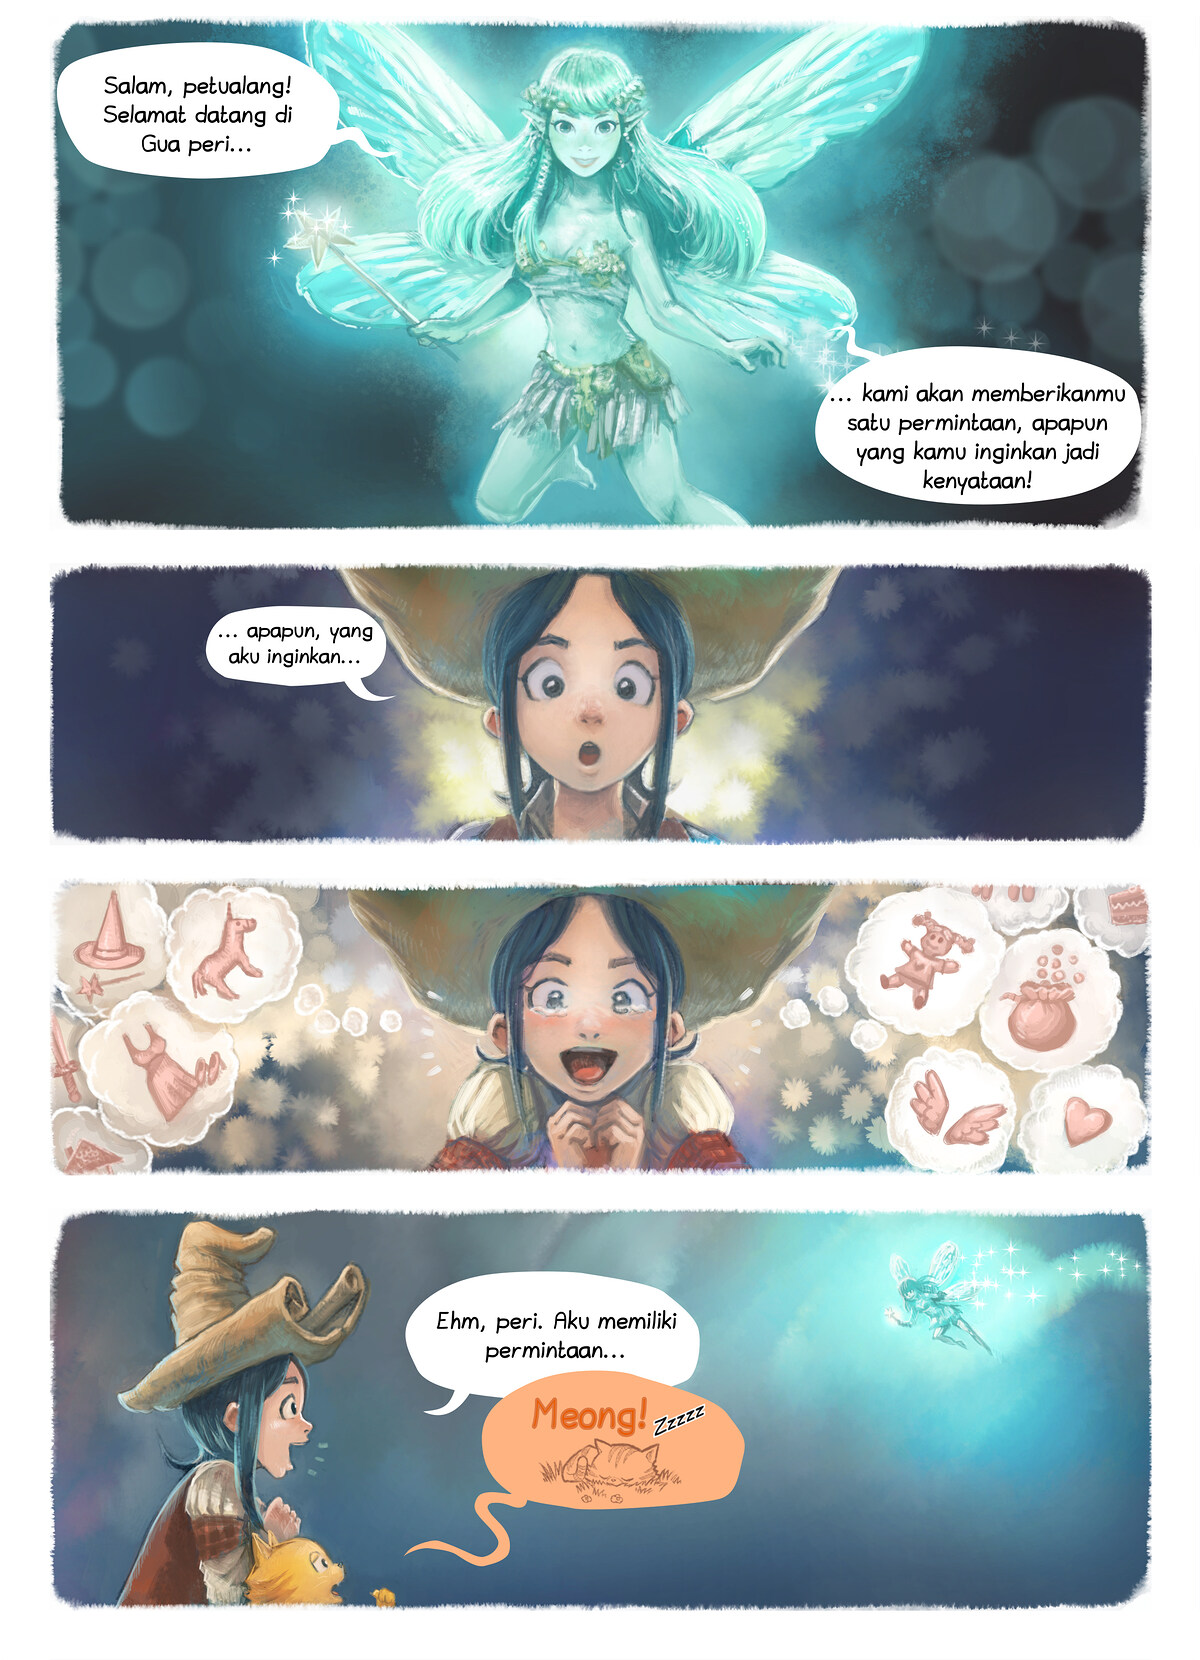 Salam, petualang!
Selamat datang di
Gua peri...
... kami akan memberikanmu
satu permintaan, apapun
yang kamu inginkan jadi
kenyataan!
... apapun, yang
aku inginkan...
Ehm, peri. Aku memiliki
permintaan...
Meong! Zzzzz